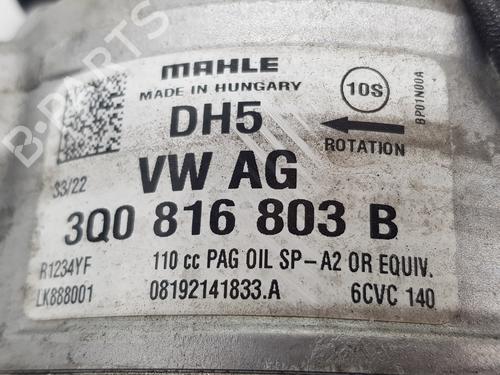 MAHLE
MADE IN HUNGARY
10S
BP01N00A
DH5
ROTATION
33/22
VW AG
3Q0 816 803 B
R1234YF
110 cc PAG OIL SP-A2 OR EQUIV.
LK888001
08192141833.A
6CVC 140
B-PARTS